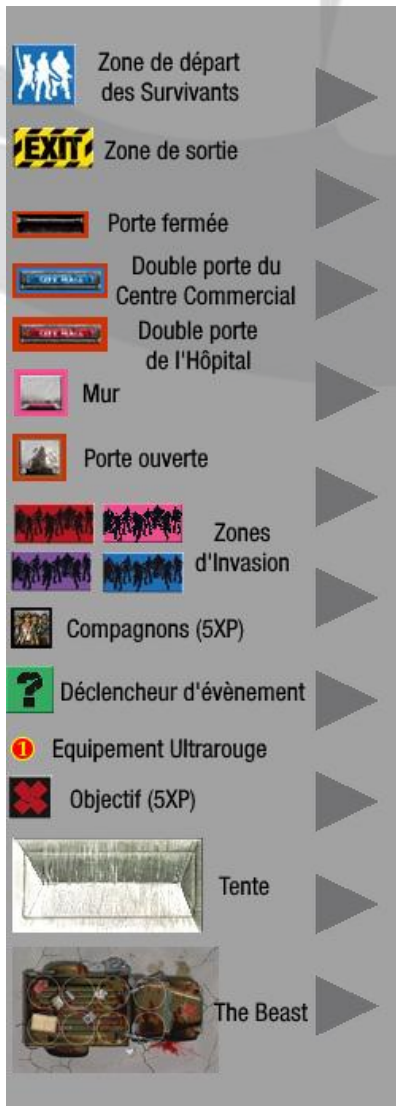 Zone de départ
des Survivants
EXIT Zone de sortie
Porte fermée
Double porte du
Centre Commercial
Double porte
de l'Hôpital
Mur
Porte ouverte
Zones
d'Invasion
Compagnons (5XP)
? Déclencheur d'évènement
1 Equipement Ultrarouge
Objectif (5XP)
Tente
The Beast